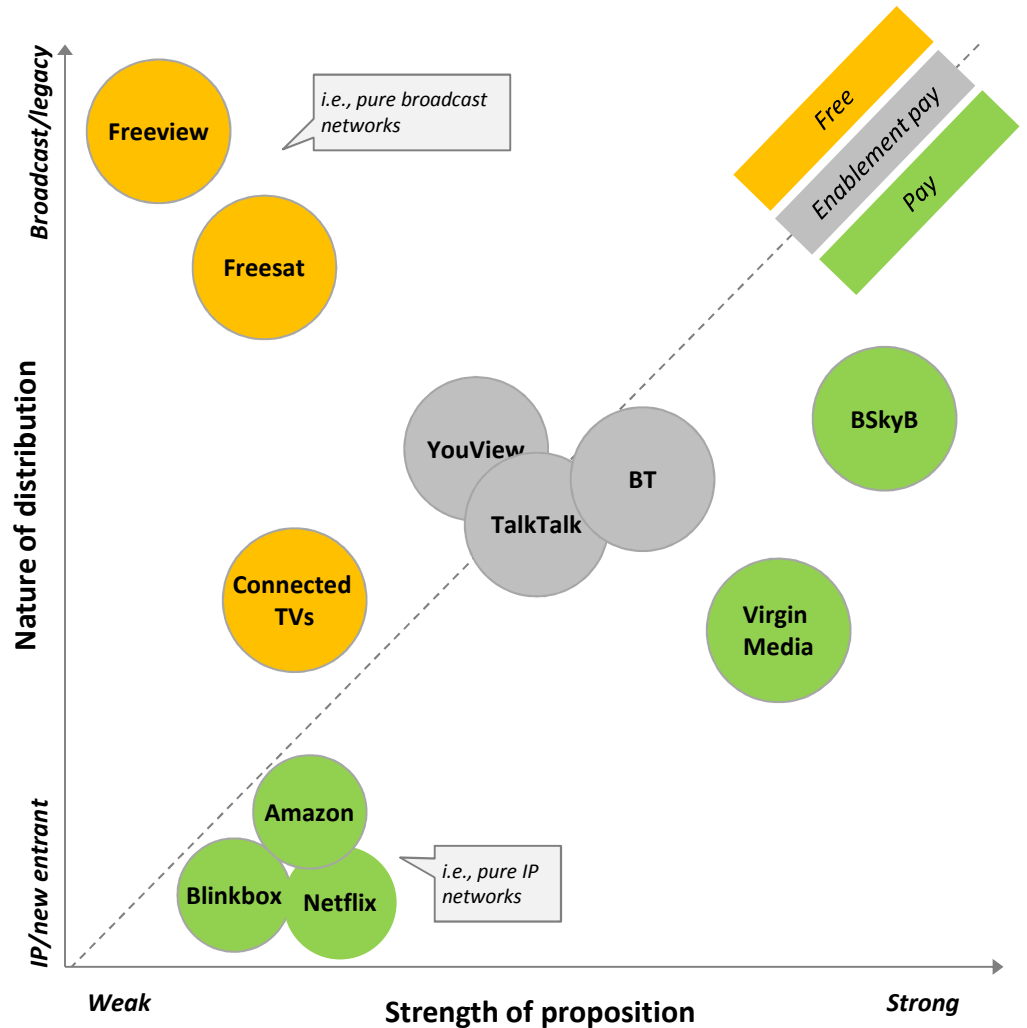 Broadcast/legacy
Nature of distribution
IP/new entrant
Freeview
i.e., pure broadcast
networks
Free
Enablement pay
Pay
Freesat
YouView
BT
TalkTalk
BSkyB
Connected
TVs
Virgin
Media
Amazon
Blinkbox
Netflix
i.e., pure IP
networks
Weak
Strength of proposition
Strong